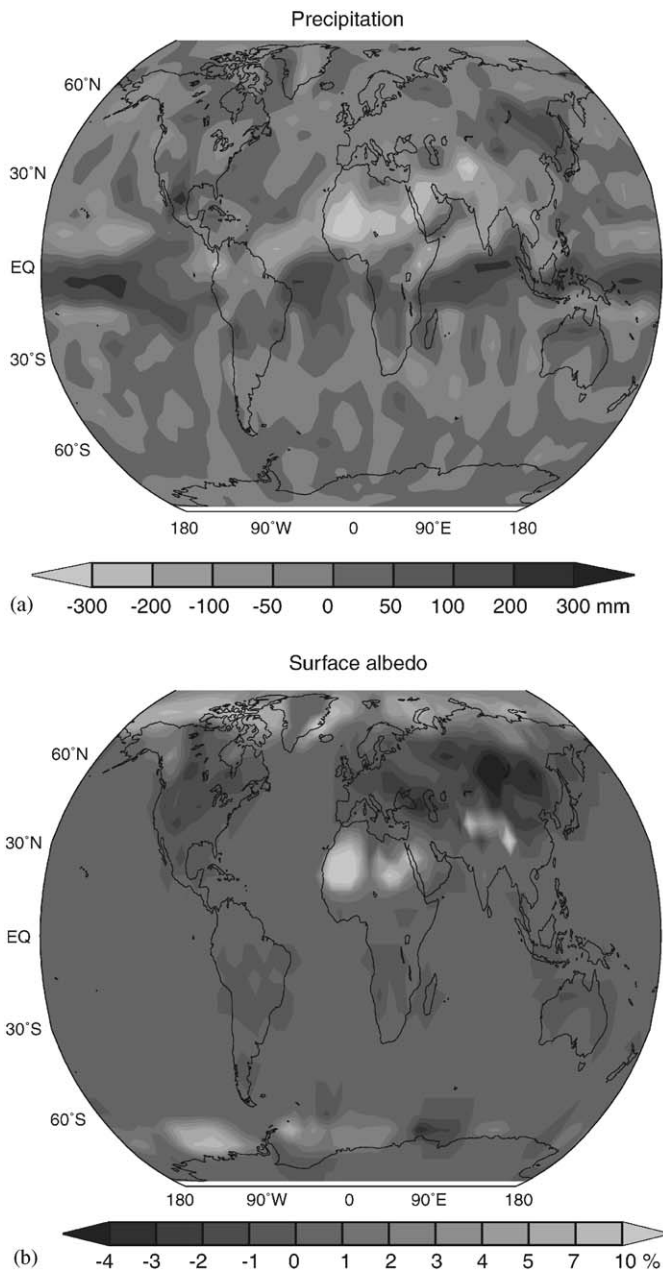 Precipitation
60˚N
30˚N
EQ
30˚S
60˚S
180 90˚W 0 90˚E 180
(a) -300 -200 -100 -50 0 50 100 200 300 mm
Surface albedo
60˚N
30˚N
EQ
30˚S
60˚S
180 90˚W 0 90˚E 180
(b) -4 -3 -2 -1 0 1 2 3 4 5 7 10 %